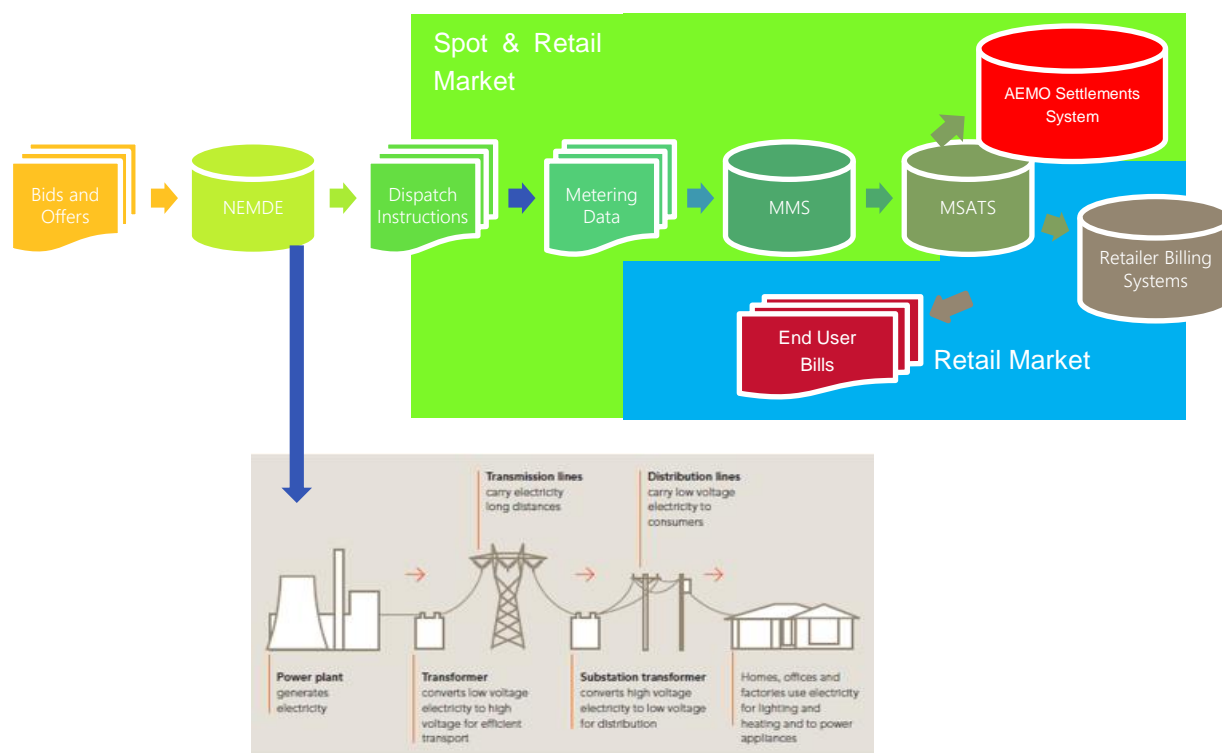 Spot & Retail
Market
AEMO Settlements
System
Bids and
Offers
NEMDE
Dispatch
Instructions
Metering
Data
MMS
MSATS
Retailer Billing
Systems
End User
Bills
Retail Market
Transmission lines
carry electricity
long distances
Distribution lines
carry low voltage
electricity to
consumers
Power plant
generates
electricity
Transformer
converts low voltage
electricity to high
voltage for efficient
transport
Substation transformer
converts high voltage
electricity to low voltage
for distribution
Homes, offices and
factories use electricity
for lighting and
heating and to power
appliances